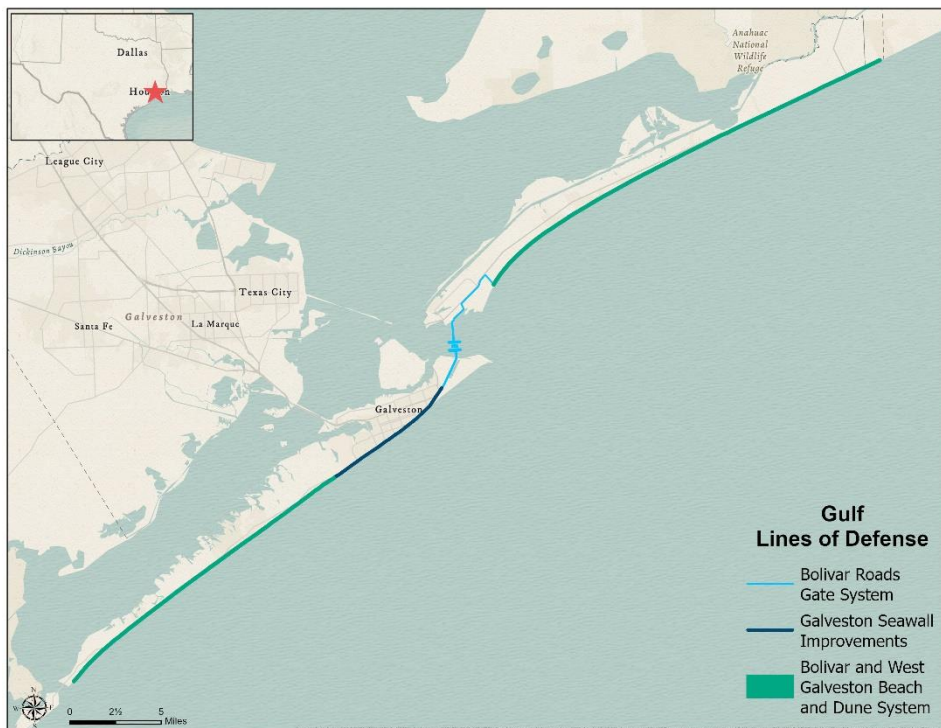 Dallas
Houston
Anahuac
National
Wildlife
Refuge
League City
Dickinson Bayou
Texas City
Galveston
Santa Fe
La Marque
Galveston
Gulf
Lines of Defense
Bolivar Roads
Gate System
Galveston Seawall
Improvements
Bolivar and West
Galveston Beach
and Dune System
N
W
E
S
0 2½ 5
Miles